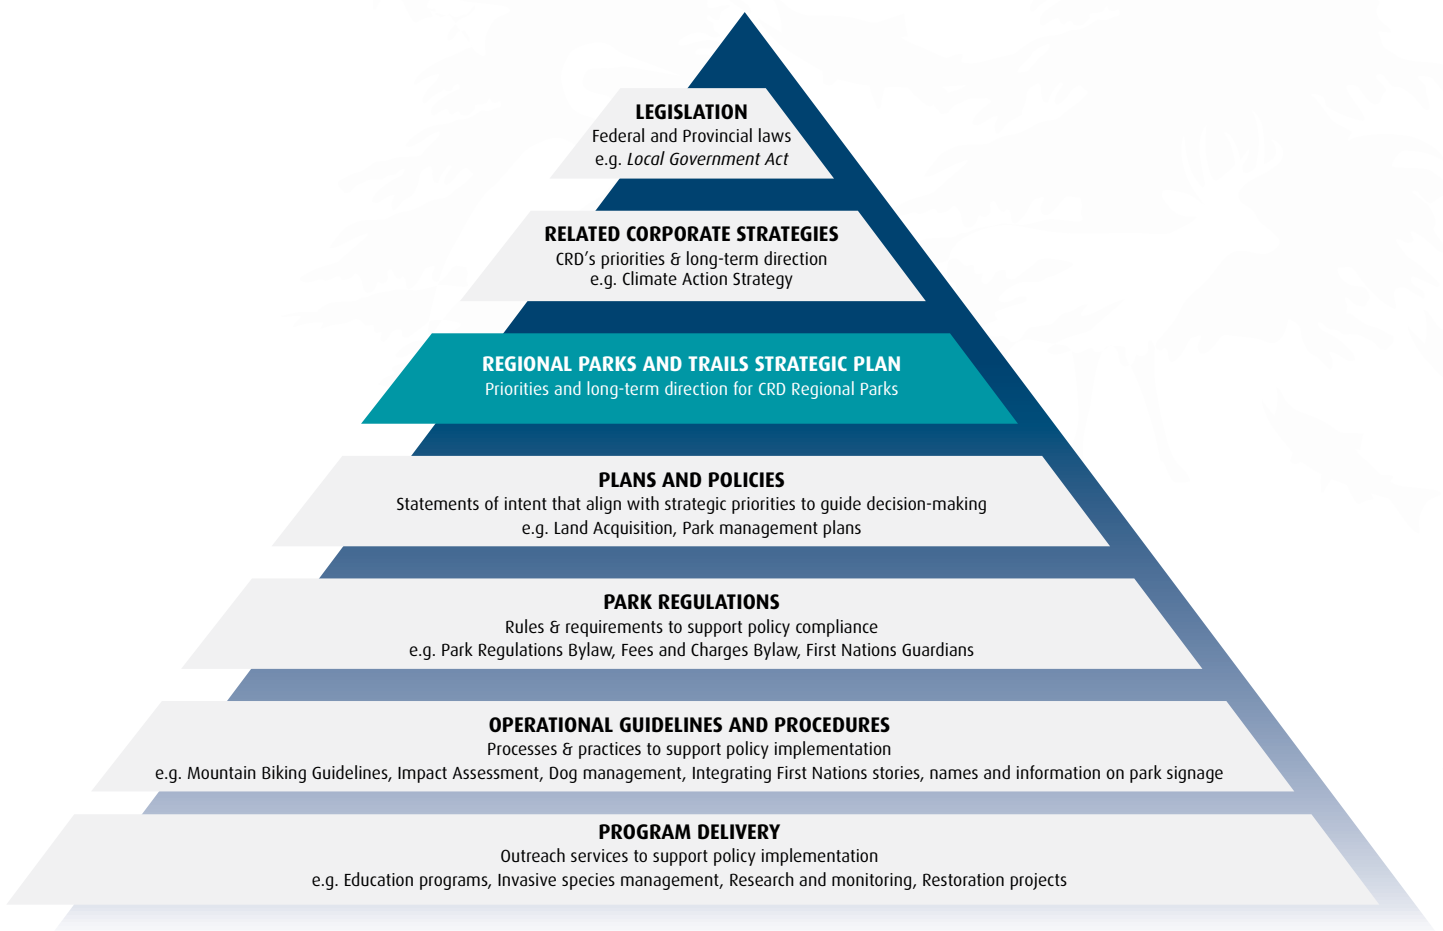 LEGISLATION
Federal and Provincial laws
e.g. Local Government Act
RELATED CORPORATE STRATEGIES
CRD’s priorities & long-term direction
e.g. Climate Action Strategy
REGIONAL PARKS AND TRAILS STRATEGIC PLAN
Priorities and long-term direction for CRD Regional Parks
PLANS AND POLICIES
Statements of intent that align with strategic priorities to guide decision-making
e.g. Land Acquisition, Park management plans
PARK REGULATIONS
Rules & requirements to support policy compliance
e.g. Park Regulations Bylaw, Fees and Charges Bylaw, First Nations Guardians
OPERATIONAL GUIDELINES AND PROCEDURES
Processes & practices to support policy implementation
e.g. Mountain Biking Guidelines, Impact Assessment, Dog management, Integrating First Nations stories, names and information on park signage
PROGRAM DELIVERY
Outreach services to support policy implementation
e.g. Education programs, Invasive species management, Research and monitoring, Restoration projects